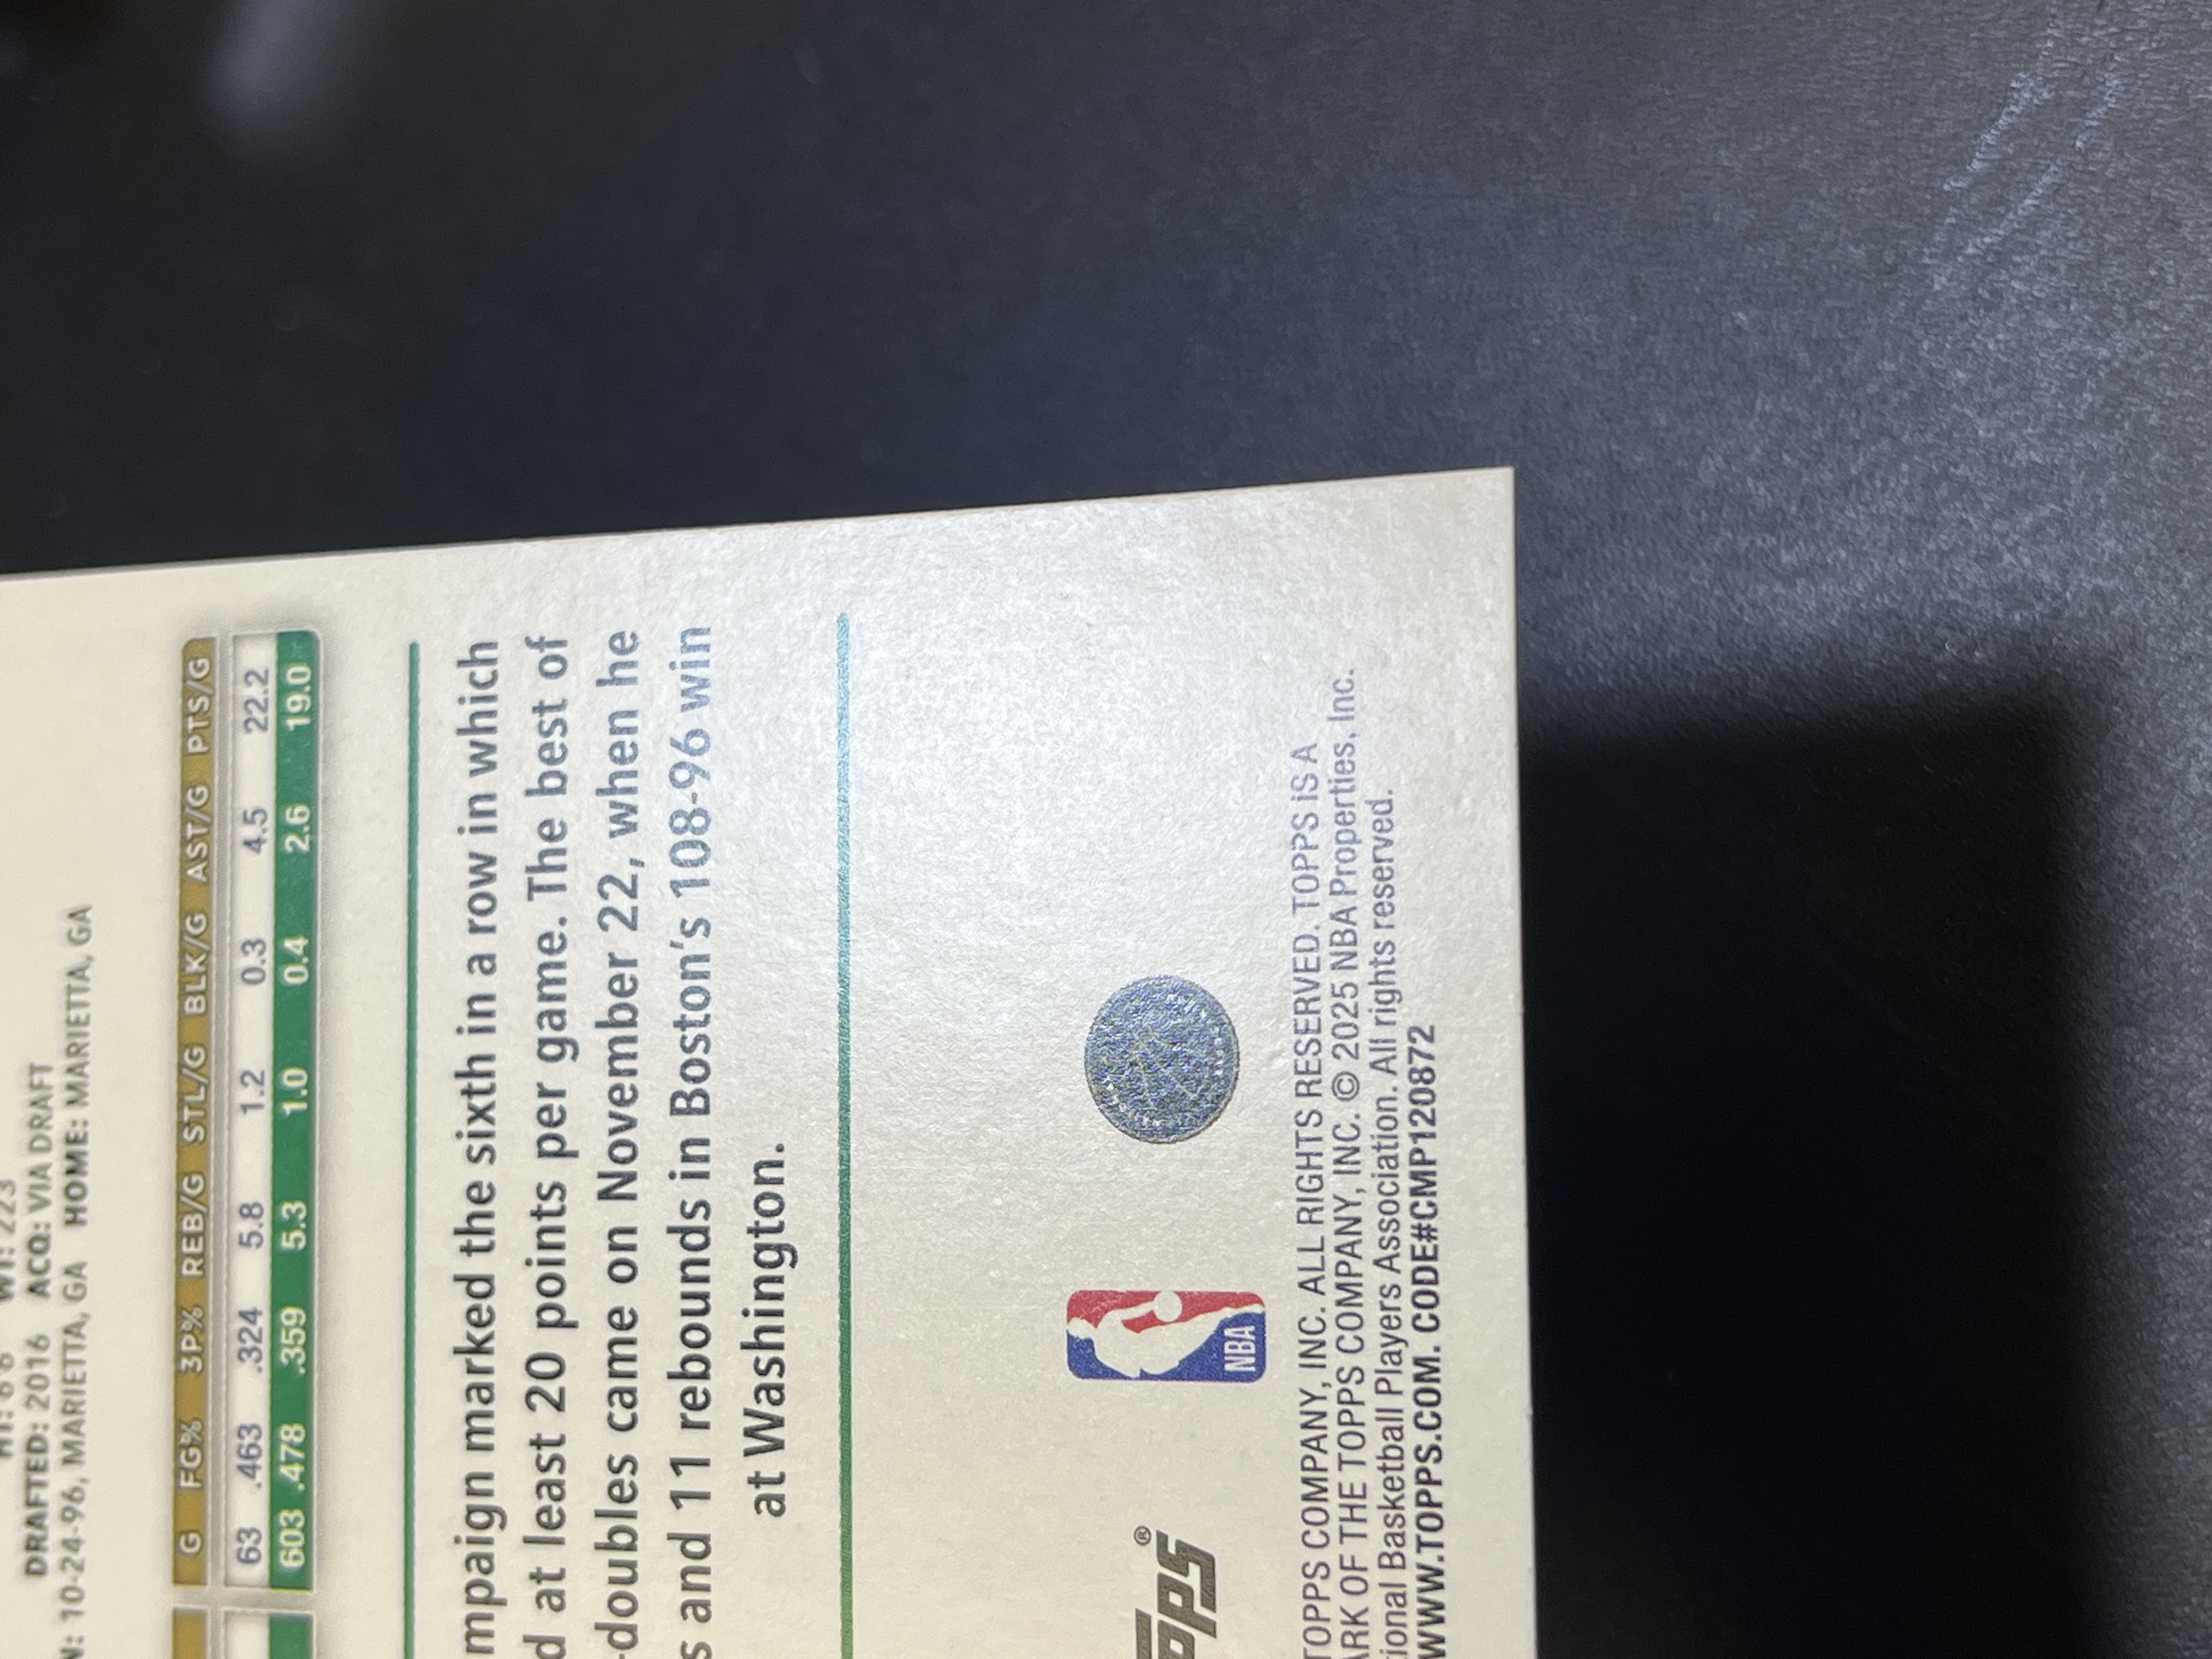 WT: 223
DRAFTED: 2016 ACQ: VIA DRAFT
N: 10-24-96, MARIETTA, GA HOME: MARIETTA, GA
G FG% 3P% REB/G STL/G BLK/G AST/G PTS/G
63 .463 .324 5.8 1.2 0.3 4.5 22.2
603 .478 .359 5.3 1.0 0.4 2.6 19.0
mpaign marked the sixth in a row in which
d at least 20 points per game. The best of
-doubles came on November 22, when he
s and 11 rebounds in Boston's 108-96 win
at Washington.
pps®
NBA
TOPPS COMPANY, INC. ALL RIGHTS RESERVED. TOPPS IS A
ARK OF THE TOPPS COMPANY, INC. © 2025 NBA Properties, Inc.
ional Basketball Players Association. All rights reserved.
WWW.TOPPS.COM. CODE#CMP120872